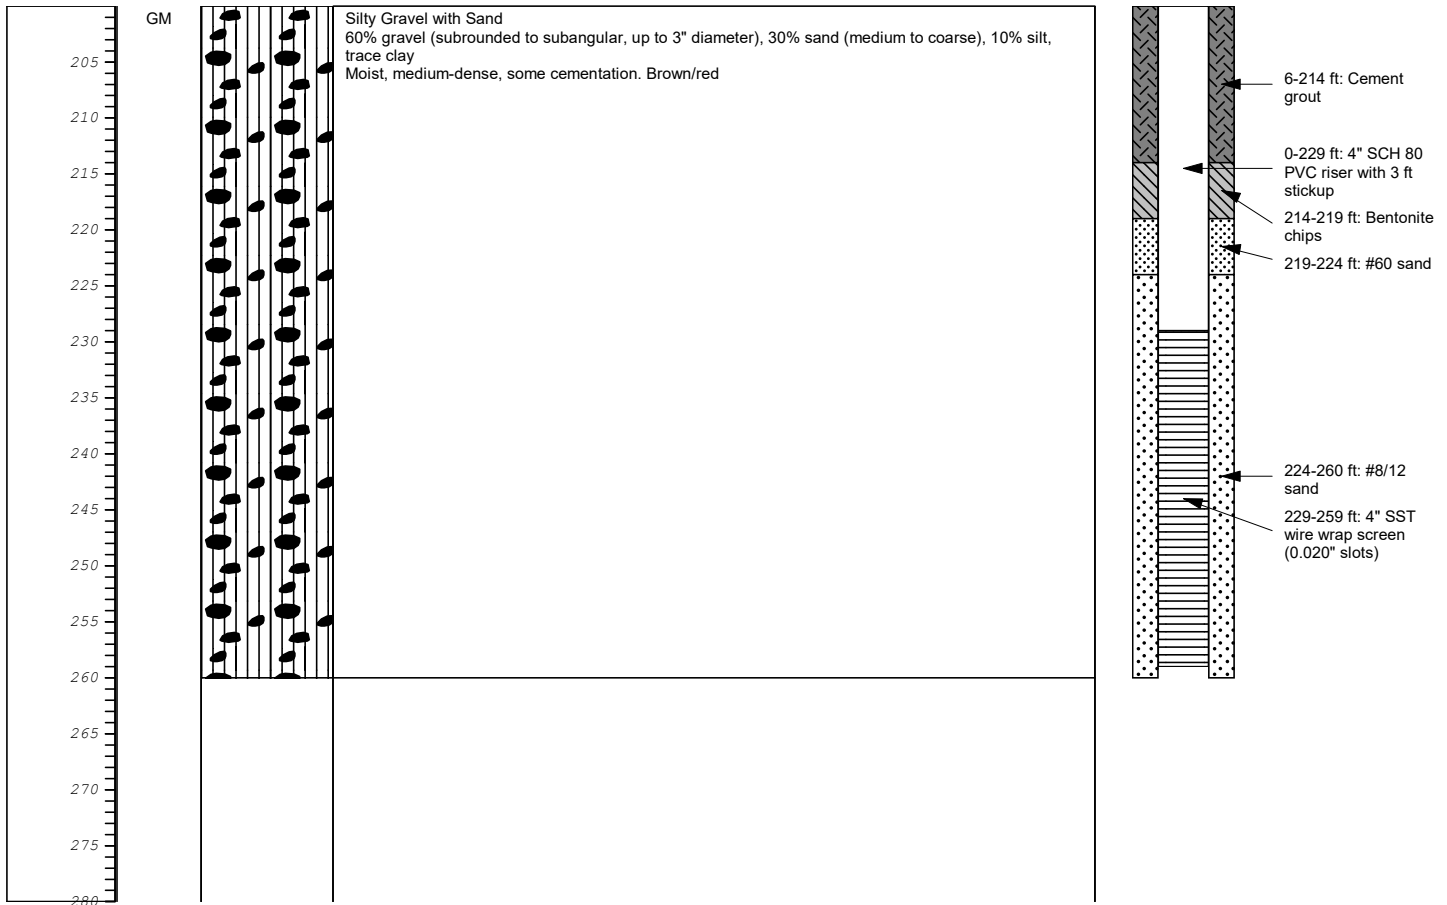 GM
Silty Gravel with Sand
60% gravel (subrounded to subangular, up to 3" diameter), 30% sand (medium to coarse), 10% silt,
trace clay
Moist, medium-dense, some cementation. Brown/red
205
210
215
220
225
230
235
240
245
250
255
260
265
270
275
280
6-214 ft: Cement
grout
0-229 ft: 4" SCH 80
PVC riser with 3 ft
stickup
214-219 ft: Bentonite
chips
219-224 ft: #60 sand
224-260 ft: #8/12
sand
229-259 ft: 4" SST
wire wrap screen
(0.020" slots)